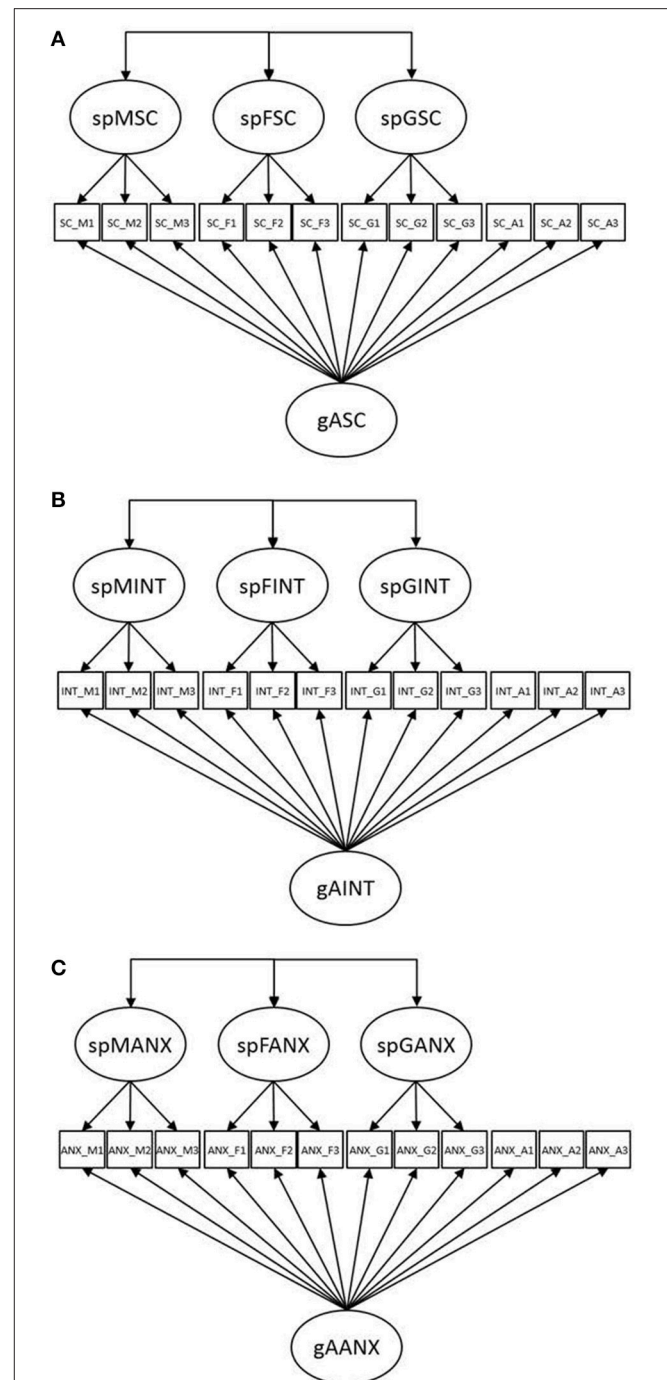 A
spMSC spFSC spGSC
SC_M1 SC_M2 SC_M3 SC_F1 SC_F2 SC_F3 SC_G1 SC_G2 SC_G3 SC_A1 SC_A2 SC_A3
gASC
B
spMINT spFINT spGINT
INT_M1 INT_M2 INT_M3 INT_F1 INT_F2 INT_F3 INT_G1 INT_G2 INT_G3 INT_A1 INT_A2 INT_A3
gAINT
C
spMANX spFANX spGANX
ANX_M1 ANX_M2 ANX_M3 ANX_F1 ANX_F2 ANX_F3 ANX_G1 ANX_G2 ANX_G3 ANX_A1 ANX_A2 ANX_A3
gAANX